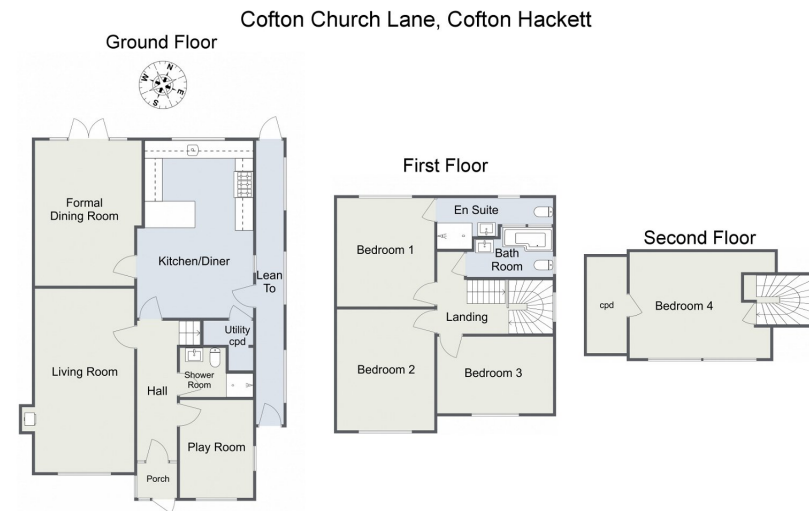 Cofton Church Lane, Cofton Hackett
Ground Floor
N
E
S
W
Formal
Dining Room
Kitchen/Diner
Lean
To
Living Room
Hall
Utility
cpd
Shower
Room
Play Room
Porch
First Floor
En Suite
Bedroom 1
Bath
Room
Landing
Bedroom 2
Bedroom 3
Second Floor
cpd
Bedroom 4